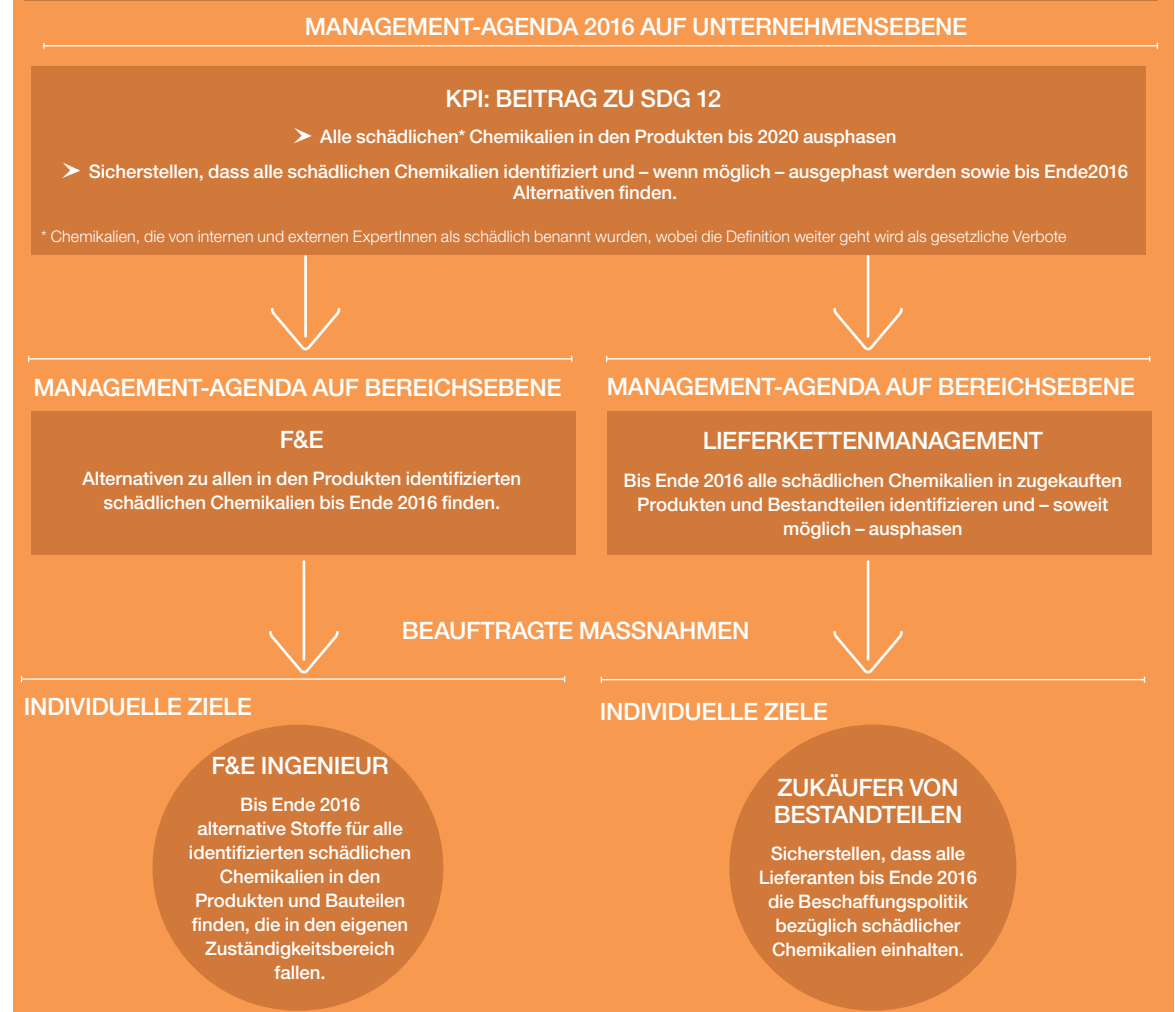 MANAGEMENT-AGENDA 2016 AUF UNTERNEHMENSEBENE
KPI: BEITRAG ZU SDG 12
➤ Alle schädlichen* Chemikalien in den Produkten bis 2020 ausphasen
➤ Sicherstellen, dass alle schädlichen Chemikalien identifiziert und – wenn möglich – ausgephast werden sowie bis Ende2016
Alternativen finden.
* Chemikalien, die von internen und externen ExpertInnen als schädlich benannt wurden, wobei die Definition weiter geht wird als gesetzliche Verbote
MANAGEMENT-AGENDA AUF BEREICHSEBENE
F&E
Alternativen zu allen in den Produkten identifizierten
schädlichen Chemikalien bis Ende 2016 finden.
MANAGEMENT-AGENDA AUF BEREICHSEBENE
LIEFERKETTENMANAGEMENT
Bis Ende 2016 alle schädlichen Chemikalien in zugekauften
Produkten und Bestandteilen identifizieren und – soweit
möglich – ausphasen
BEAUFTRAGTE MASSNAHMEN
INDIVIDUELLE ZIELE
F&E INGENIEUR
Bis Ende 2016
alternative Stoffe für alle
identifizierten schädlichen
Chemikalien in den
Produkten und Bauteilen
finden, die in den eigenen
Zuständigkeitsbereich
fallen.
INDIVIDUELLE ZIELE
ZUKÄUFER VON
BESTANDTEILEN
Sicherstellen, dass alle
Lieferanten bis Ende 2016
die Beschaffungspolitik
bezüglich schädlicher
Chemikalien einhalten.